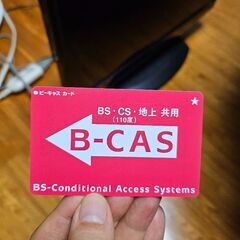 ビーキャス カード
BS・CS・地上 共用
(110度)
B-CAS
BS-Conditional Access Systems